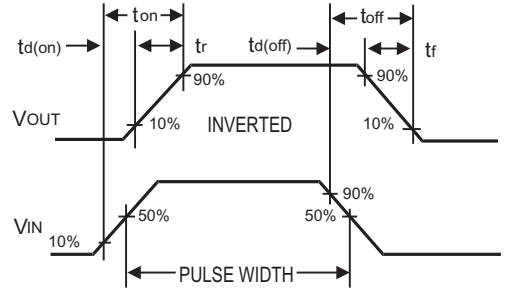 ton toff
td(on) tr td(off) tf
90% 90%
VOUT 10% INVERTED 10%
90%
VIN 50% 50%
10%
PULSE WIDTH